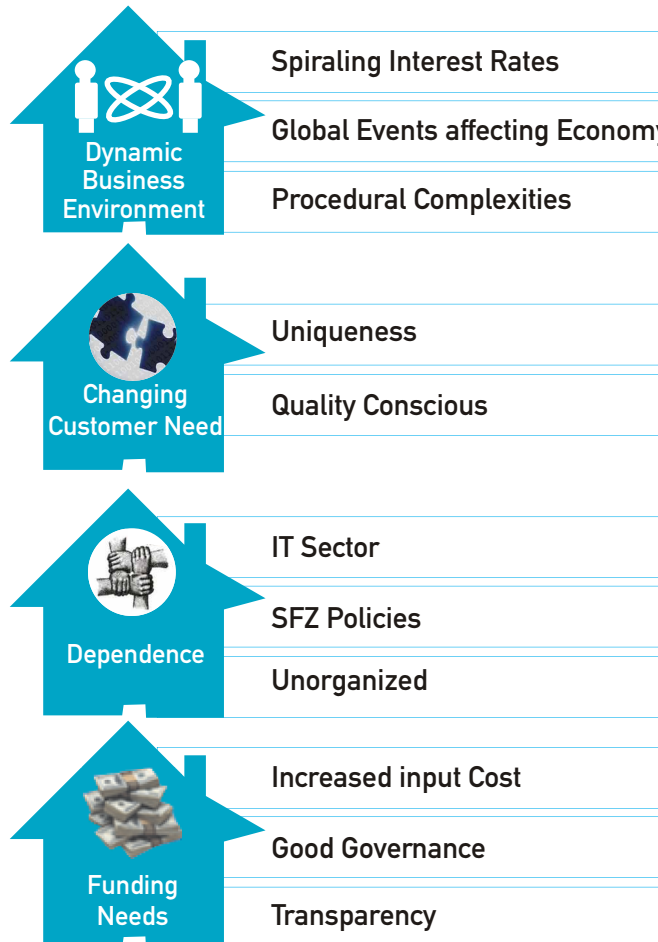 Dynamic
Business
Environment
Spiraling Interest Rates
Global Events affecting Economy
Procedural Complexities
Changing
Customer Need
Uniqueness
Quality Conscious
Dependence
IT Sector
SFZ Policies
Unorganized
Funding
Needs
Increased input Cost
Good Governance
Transparency